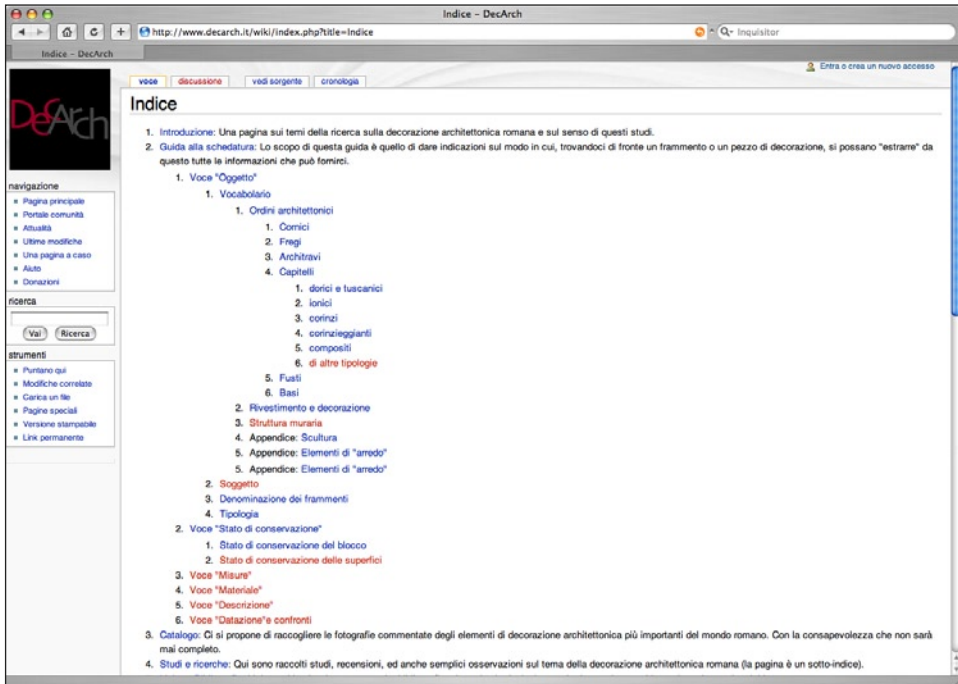 Indice – DecArch
http://www.decarch.it/wiki/index.php?title=Indice
Inquisitor
Indice – DecArch
Entra o crea un nuovo accesso
DecArch
voce discussione vedi sorgente cronologia
Indice
1. Introduzione: Una pagina sui temi della ricerca sulla decorazione architettonica romana e sul senso di questi studi.
2. Guida alla schedatura: Lo scopo di questa guida è quello di dare indicazioni sul modo in cui, trovandoci di fronte un frammento o un pezzo di decorazione, si possano "estrarre" da
questo tutte le informazioni che può fornirci.
1. Voce "Oggetto"
1. Vocabolario
1. Ordini architettonici
1. Cornici
2. Fregi
3. Architravi
4. Capitelli
1. dorici e tuscanici
2. ionici
3. corinzi
4. corinzieggianti
5. compositi
6. di altre tipologie
5. Fusti
6. Basi
2. Rivestimento e decorazione
3. Struttura muraria
4. Appendice: Scultura
5. Appendice: Elementi di "arredo"
5. Appendice: Elementi di "arredo"
2. Soggetto
3. Denominazione dei frammenti
4. Tipologia
2. Voce "Stato di conservazione"
1. Stato di conservazione del blocco
2. Stato di conservazione delle superfici
3. Voce "Misure"
4. Voce "Materiale"
5. Voce "Descrizione"
6. Voce "Datazione"e confronti
3. Catalogo: Ci si propone di raccogliere le fotografie commentate degli elementi di decorazione architettonica più importanti del mondo romano. Con la consapevolezza che non sarà
mai completo.
4. Studi e ricerche: Qui sono raccolti studi, recensioni, ed anche semplici osservazioni sul tema della decorazione architettonica romana (la pagina è un sotto-indice).
navigazione
Pagina principale
Portale comunità
Attualità
Ultime modifiche
Una pagina a caso
Aiuto
Donazioni
ricerca
Vai Ricerca
strumenti
Puntano qui
Modifiche correlate
Carica un file
Pagine speciali
Versione stampabile
Link permanente